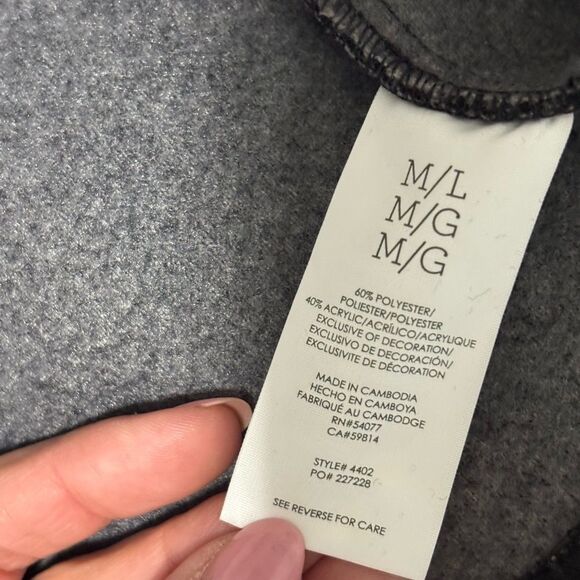 M/L
M/G
M/G
60% POLYESTER/
POLIESTER/POLYESTER
40% ACRYLIC/ACRÍLICO/ACRYLIQUE
EXCLUSIVE OF DECORATION/
EXCLUSIVO DE DECORACIÓN/
EXCLUSIVITE DE DÉCORATION
MADE IN CAMBODIA
HECHO EN CAMBOYA
FABRIQUÉ AU CAMBODGE
RN#54077
CA#59814
STYLE# 4402
PO# 227228
SEE REVERSE FOR CARE